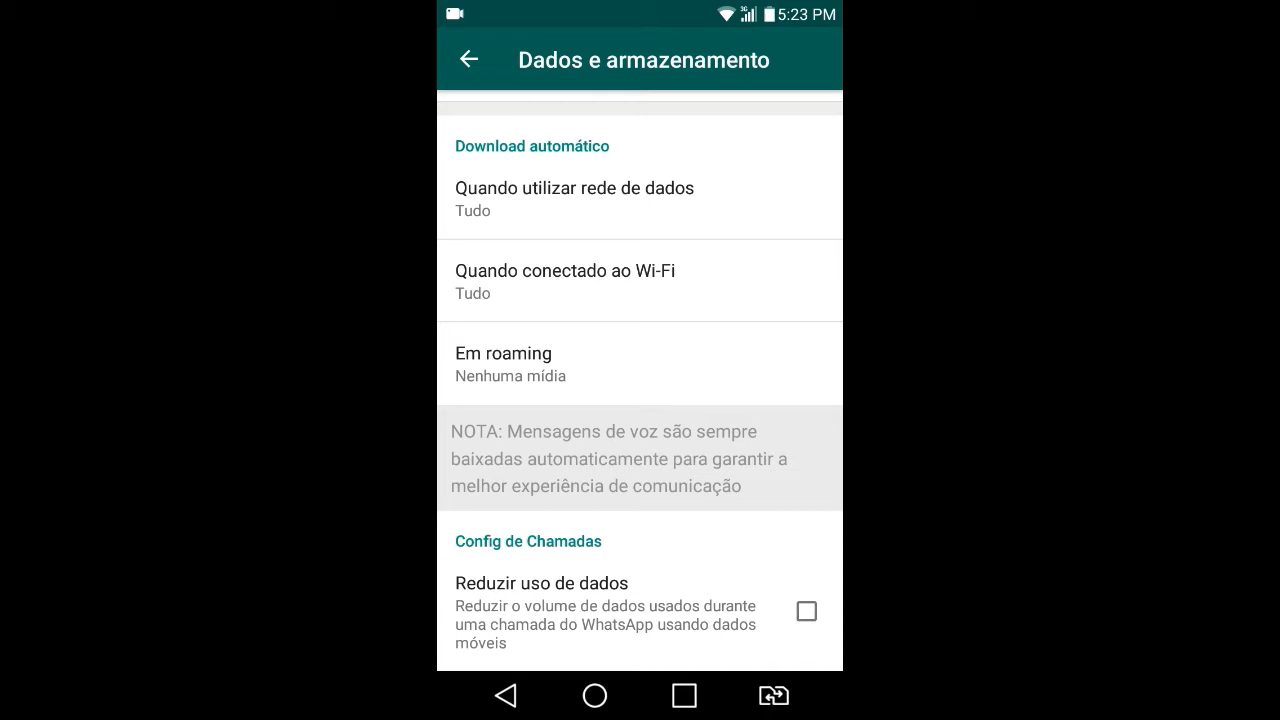 3G 5:23 PM
Dados e armazenamento
Download automático
Quando utilizar rede de dados
Tudo
Quando conectado ao Wi-Fi
Tudo
Em roaming
Nenhuma mídia
NOTA: Mensagens de voz são sempre
baixadas automaticamente para garantir a
melhor experiência de comunicação
Config de Chamadas
Reduzir uso de dados
Reduzir o volume de dados usados durante
uma chamada do WhatsApp usando dados
móveis